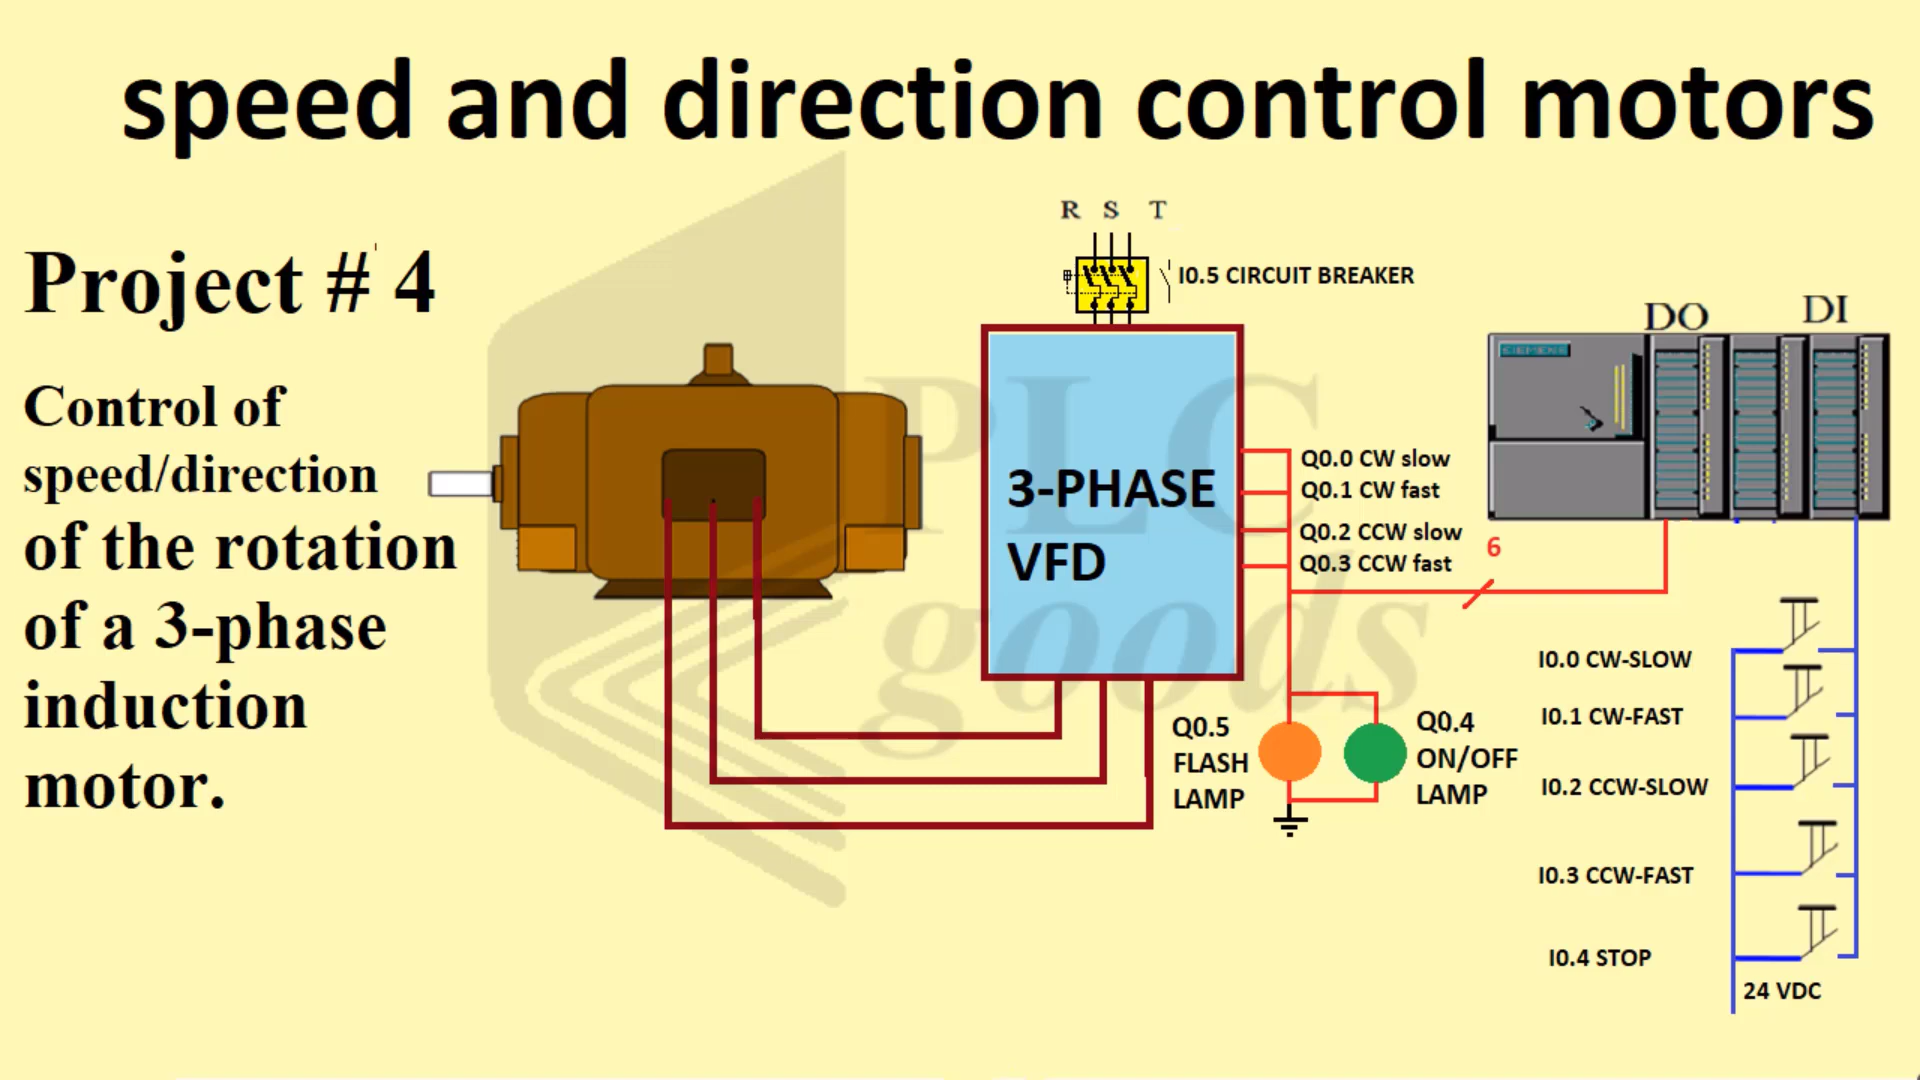 speed and direction control motors
Project # 4
Control of
speed/direction
of the rotation
of a 3-phase
induction
motor.
R S T
I0.5 CIRCUIT BREAKER
3-PHASE
VFD
Q0.0 CW slow
Q0.1 CW fast
Q0.2 CCW slow
Q0.3 CCW fast
6
Q0.5
FLASH
LAMP
Q0.4
ON/OFF
LAMP
DO
DI
SIEMENS
I0.0 CW-SLOW
I0.1 CW-FAST
I0.2 CCW-SLOW
I0.3 CCW-FAST
I0.4 STOP
24 VDC
PLC
goods